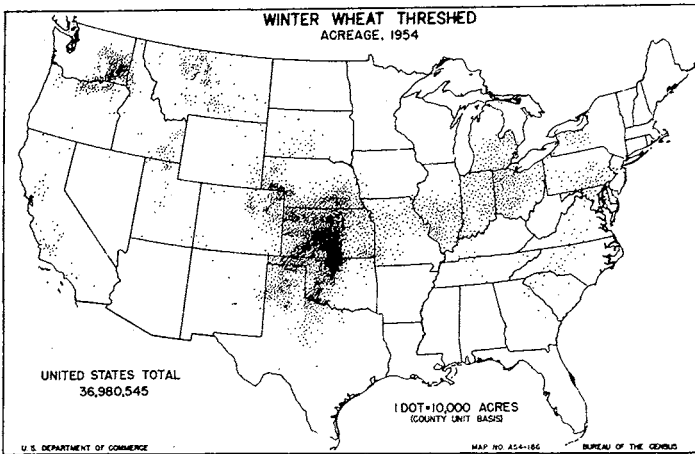 WINTER WHEAT THRESHED
ACREAGE, 1954
UNITED STATES TOTAL
36,980,545
1 DOT=10,000 ACRES
(COUNTY UNIT BASIS)
U.S. DEPARTMENT OF COMMERCE
MAP NO. A54-186
BUREAU OF THE CENSUS